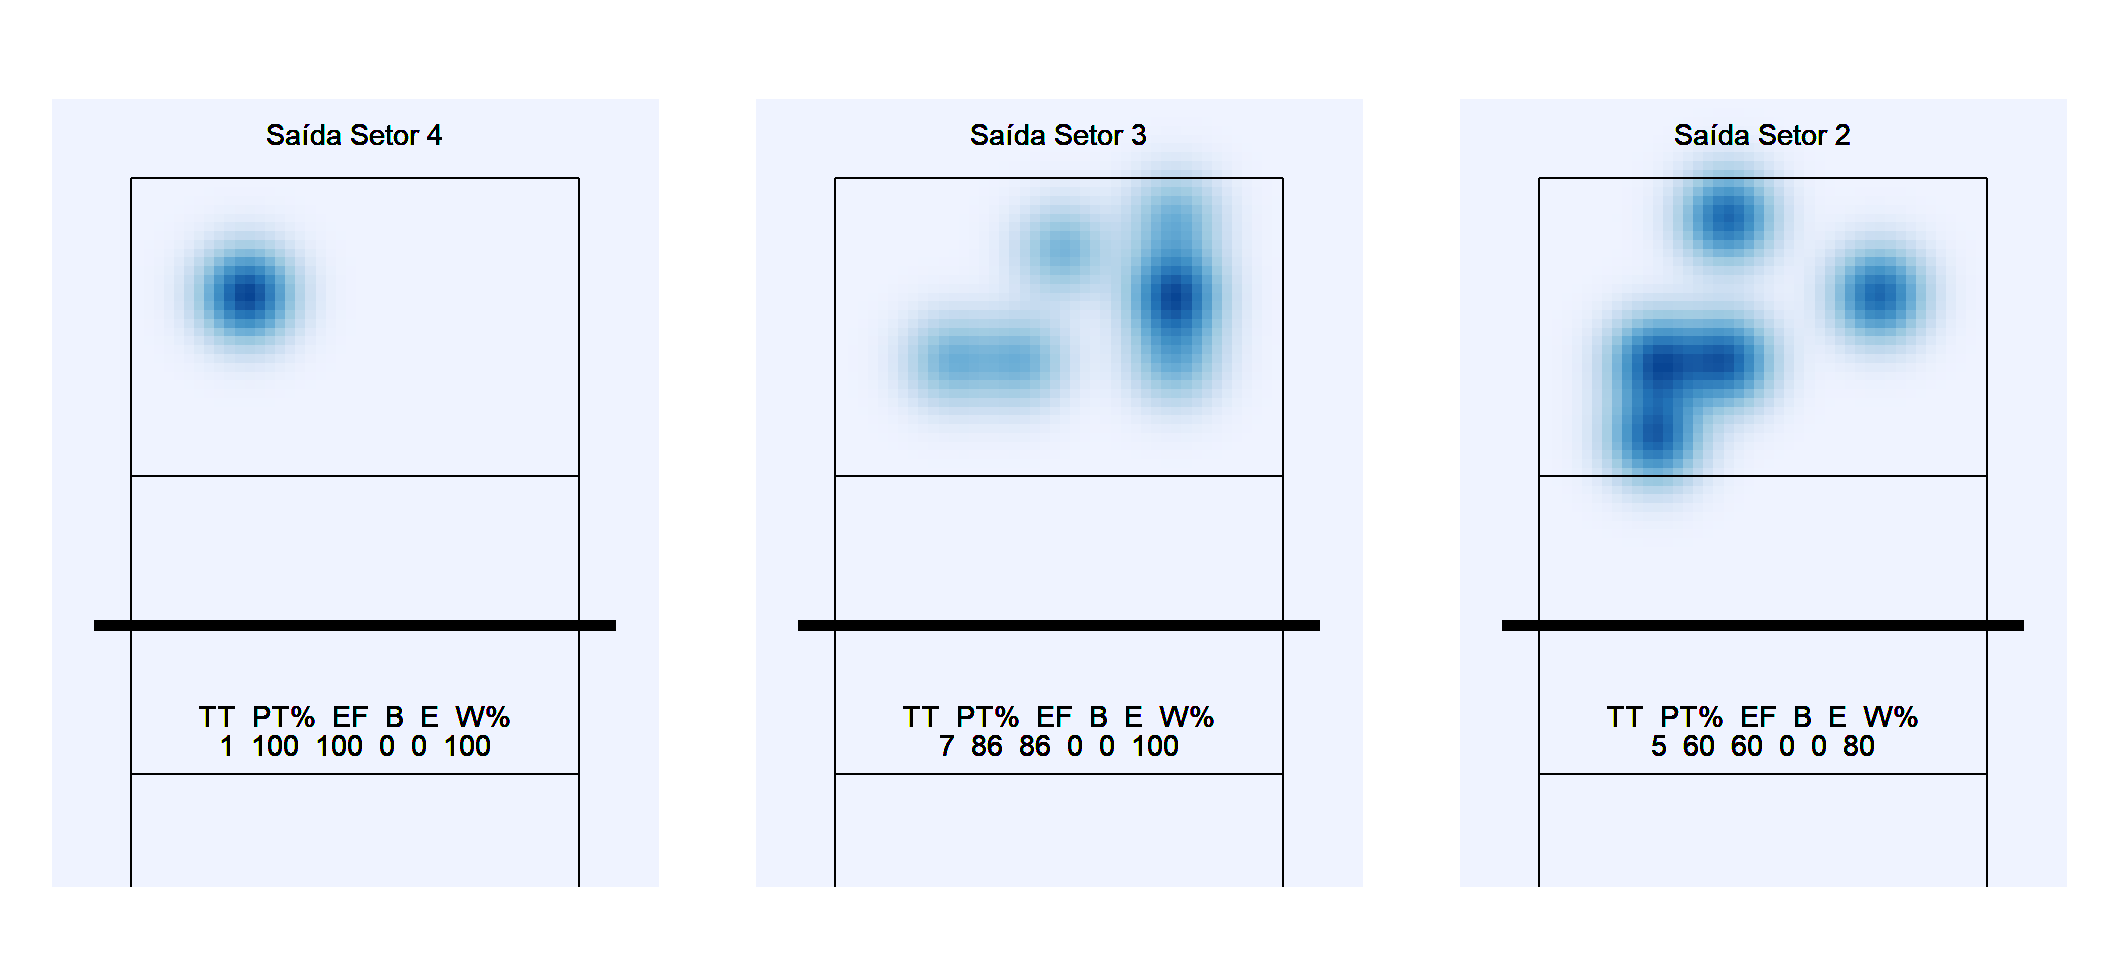 Saída Setor 4
TT PT% EF B E W%
1 100 100 0 0 100
Saída Setor 3
TT PT% EF B E W%
7 86 86 0 0 100
Saída Setor 2
TT PT% EF B E W%
5 60 60 0 0 80